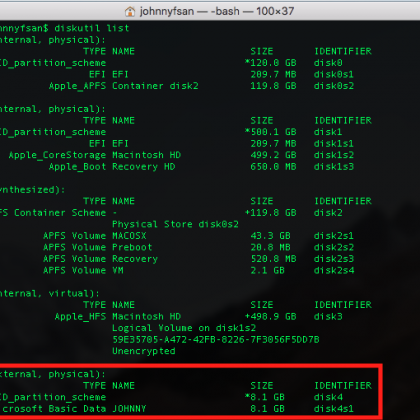 johnnyfsan — -bash — 100×37
hnnyfsan$ diskutil list
nternal, physical):
TYPE NAME SIZE IDENTIFIER
ID_partition_scheme *120.0 GB disk0
EFI EFI 209.7 MB disk0s1
Apple_APFS Container disk2 119.8 GB disk0s2
nternal, physical):
TYPE NAME SIZE IDENTIFIER
ID_partition_scheme *500.1 GB disk1
EFI EFI 209.7 MB disk1s1
Apple_CoreStorage Macintosh HD 499.2 GB disk1s2
Apple_Boot Recovery HD 650.0 MB disk1s3
ynthesized):
TYPE NAME SIZE IDENTIFIER
FS Container Scheme - +119.8 GB disk2
Physical Store disk0s2
APFS Volume MACOSX 43.3 GB disk2s1
APFS Volume Preboot 20.8 MB disk2s2
APFS Volume Recovery 520.8 MB disk2s3
APFS Volume VM 2.1 GB disk2s4
nternal, virtual):
TYPE NAME SIZE IDENTIFIER
Apple_HFS Macintosh HD +498.9 GB disk3
Logical Volume on disk1s2
59E35705-A472-42FB-8226-7F3056F5DD7B
Unencrypted
xternal, physical):
TYPE NAME SIZE IDENTIFIER
ID_partition_scheme *8.1 GB disk4
icrosoft Basic Data JOHNNY 8.1 GB disk4s1